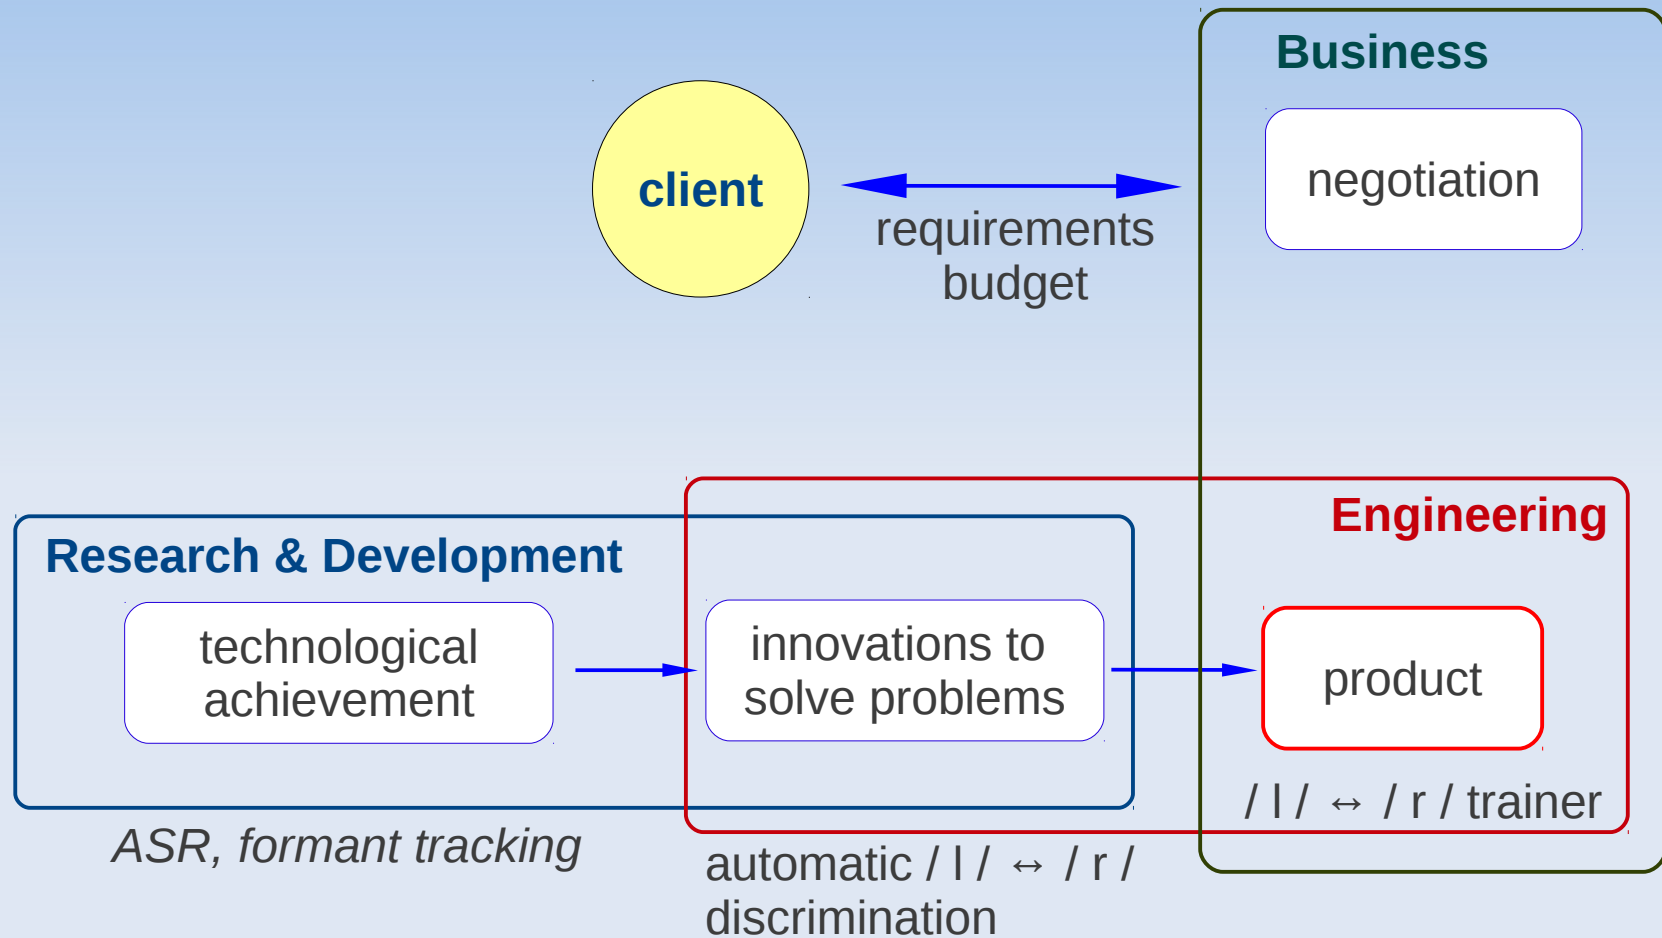 Business
client
negotiation
requirements
budget
Engineering
Research & Development
technological
achievement
innovations to
solve problems
product
/ l / ↔ / r / trainer
ASR, formant tracking
automatic / l / ↔ / r /
discrimination